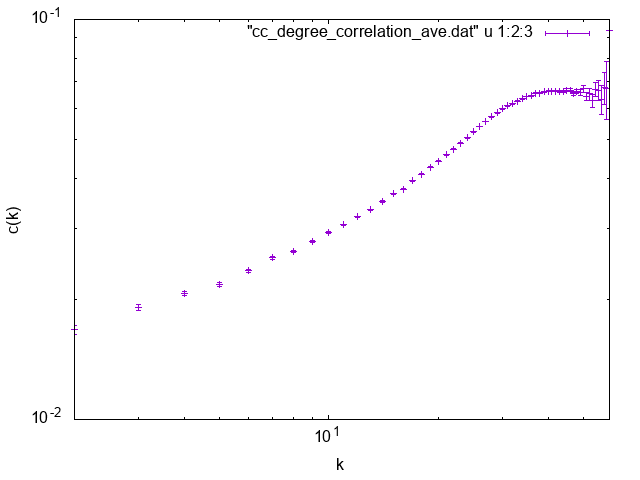 10^-1
"cc_degree_correlation_ave.dat" u 1:2:3
c(k)
10^-2
10^1
k